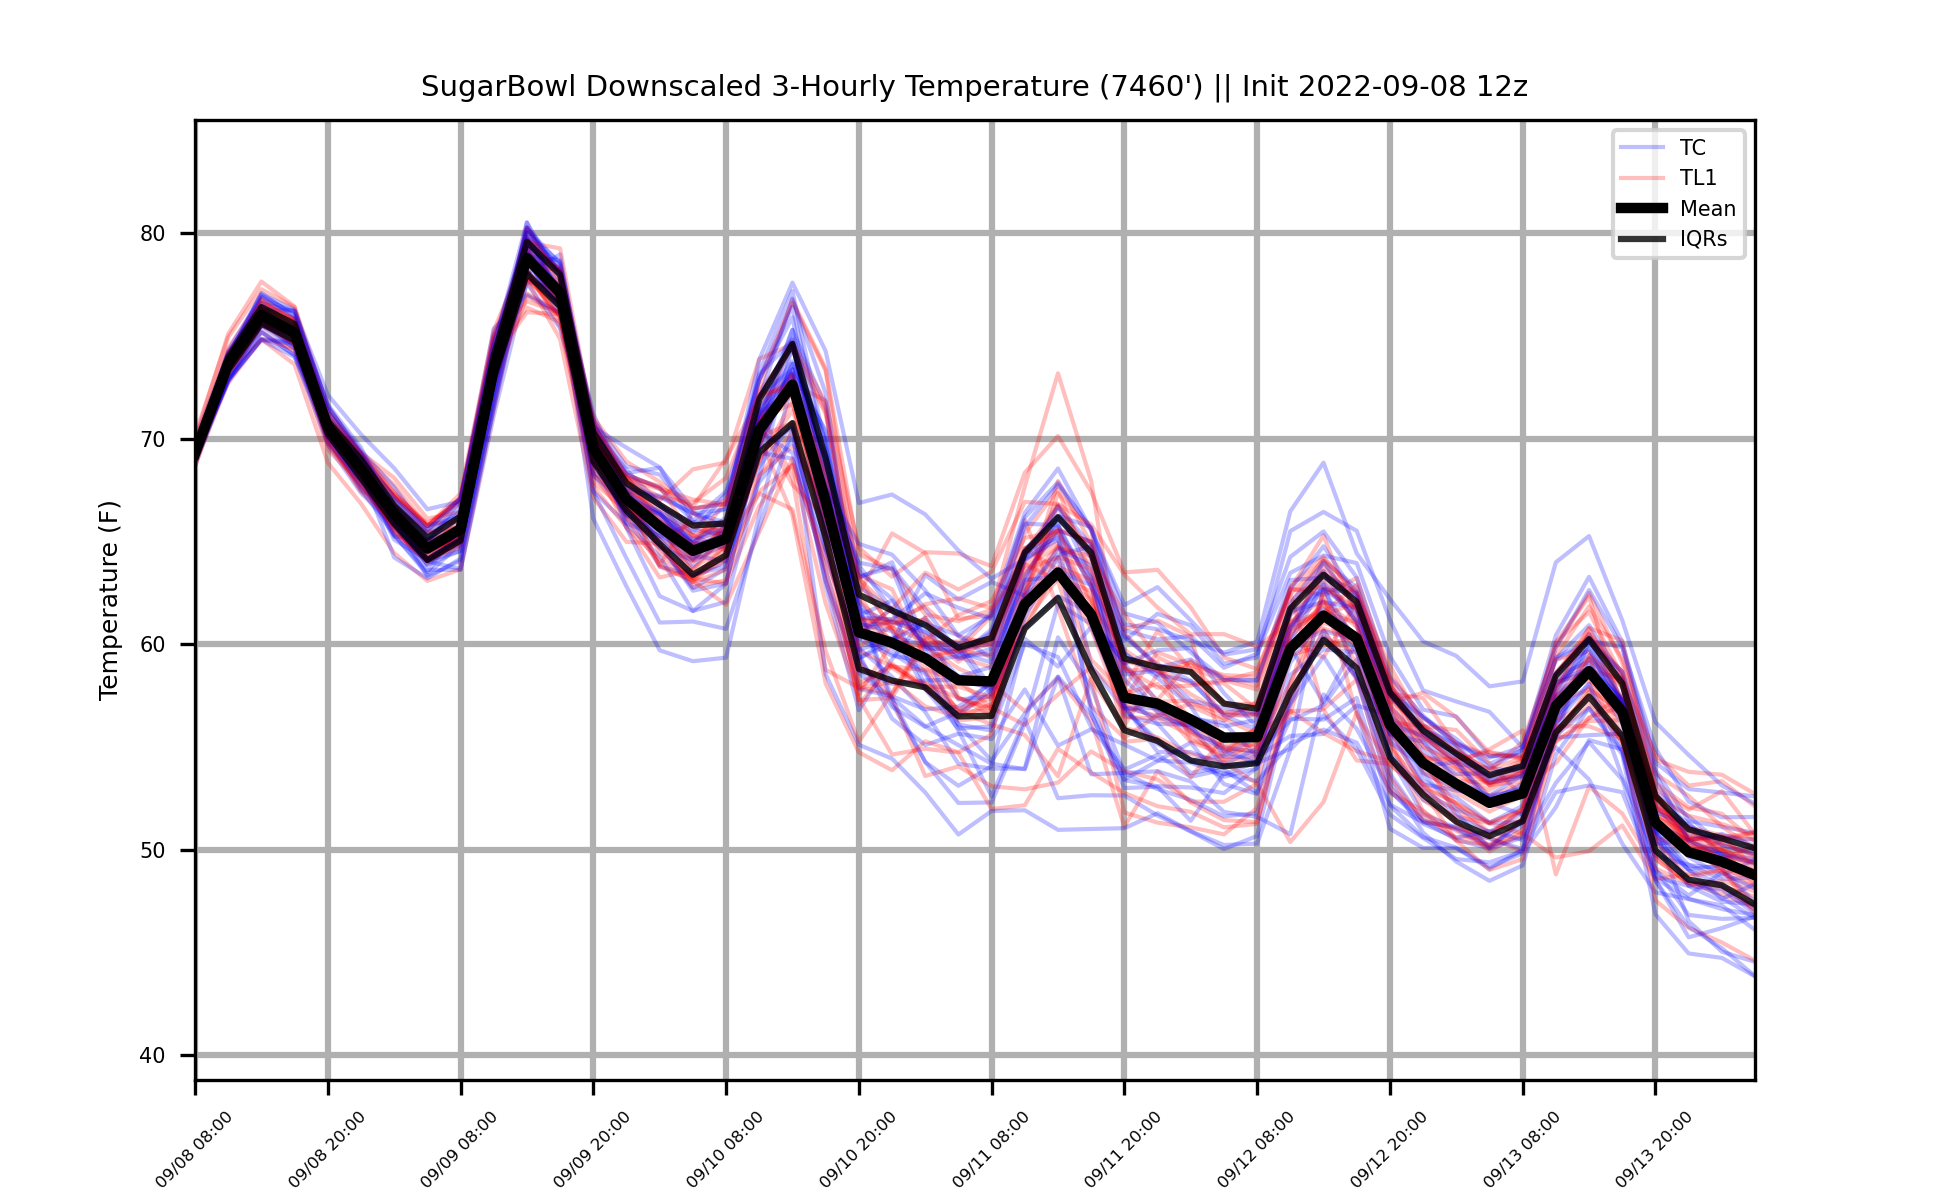 SugarBowl Downscaled 3-Hourly Temperature (7460') || Init 2022-09-08 12z
TC
TL1
Mean
IQRs
Temperature (F)
80
70
60
50
40
09/08 08:00
09/08 20:00
09/09 08:00
09/09 20:00
09/10 08:00
09/10 20:00
09/11 08:00
09/11 20:00
09/12 08:00
09/12 20:00
09/13 08:00
09/13 20:00